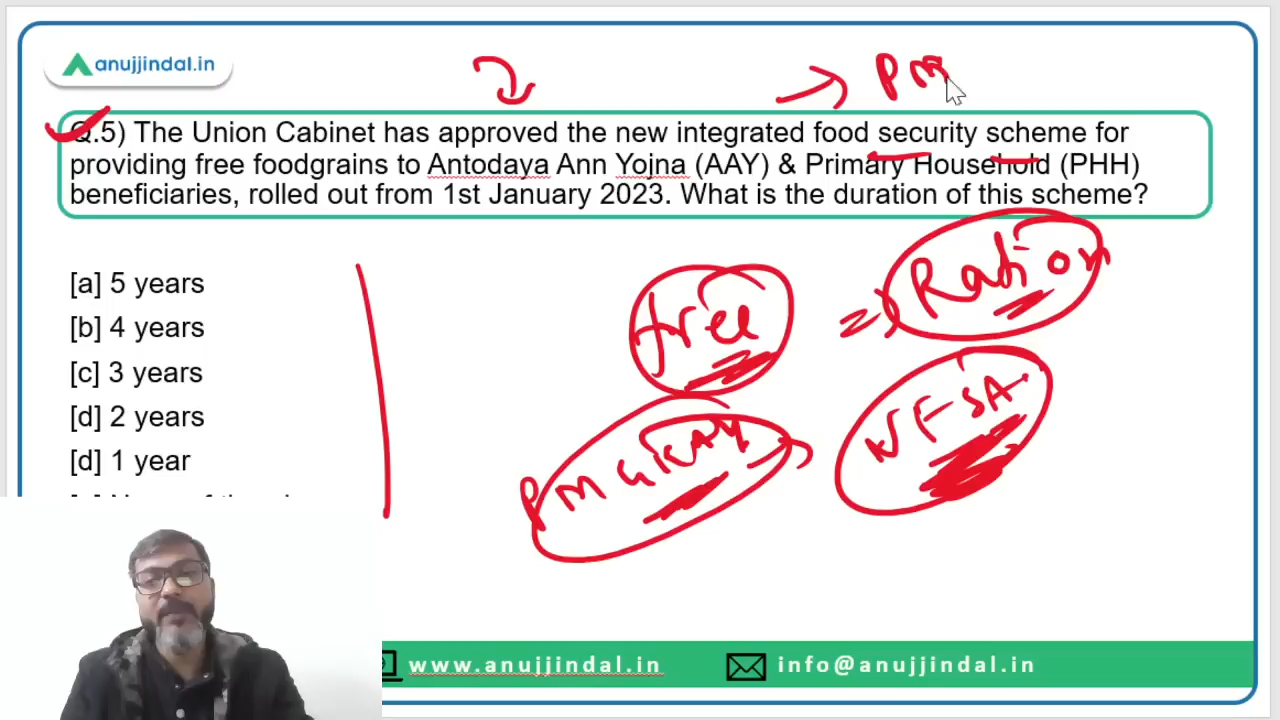 anujjindal.in
PM
Q.5) The Union Cabinet has approved the new integrated food security scheme for
providing free foodgrains to Antodaya Ann Yojna (AAY) & Primary Household (PHH)
beneficiaries, rolled out from 1st January 2023. What is the duration of this scheme?
[a] 5 years
[b] 4 years
[c] 3 years
[d] 2 years
[d] 1 year
free
=) Ration
PMGKAY
NFSA
www.anujjindal.in
info@anujjindal.in